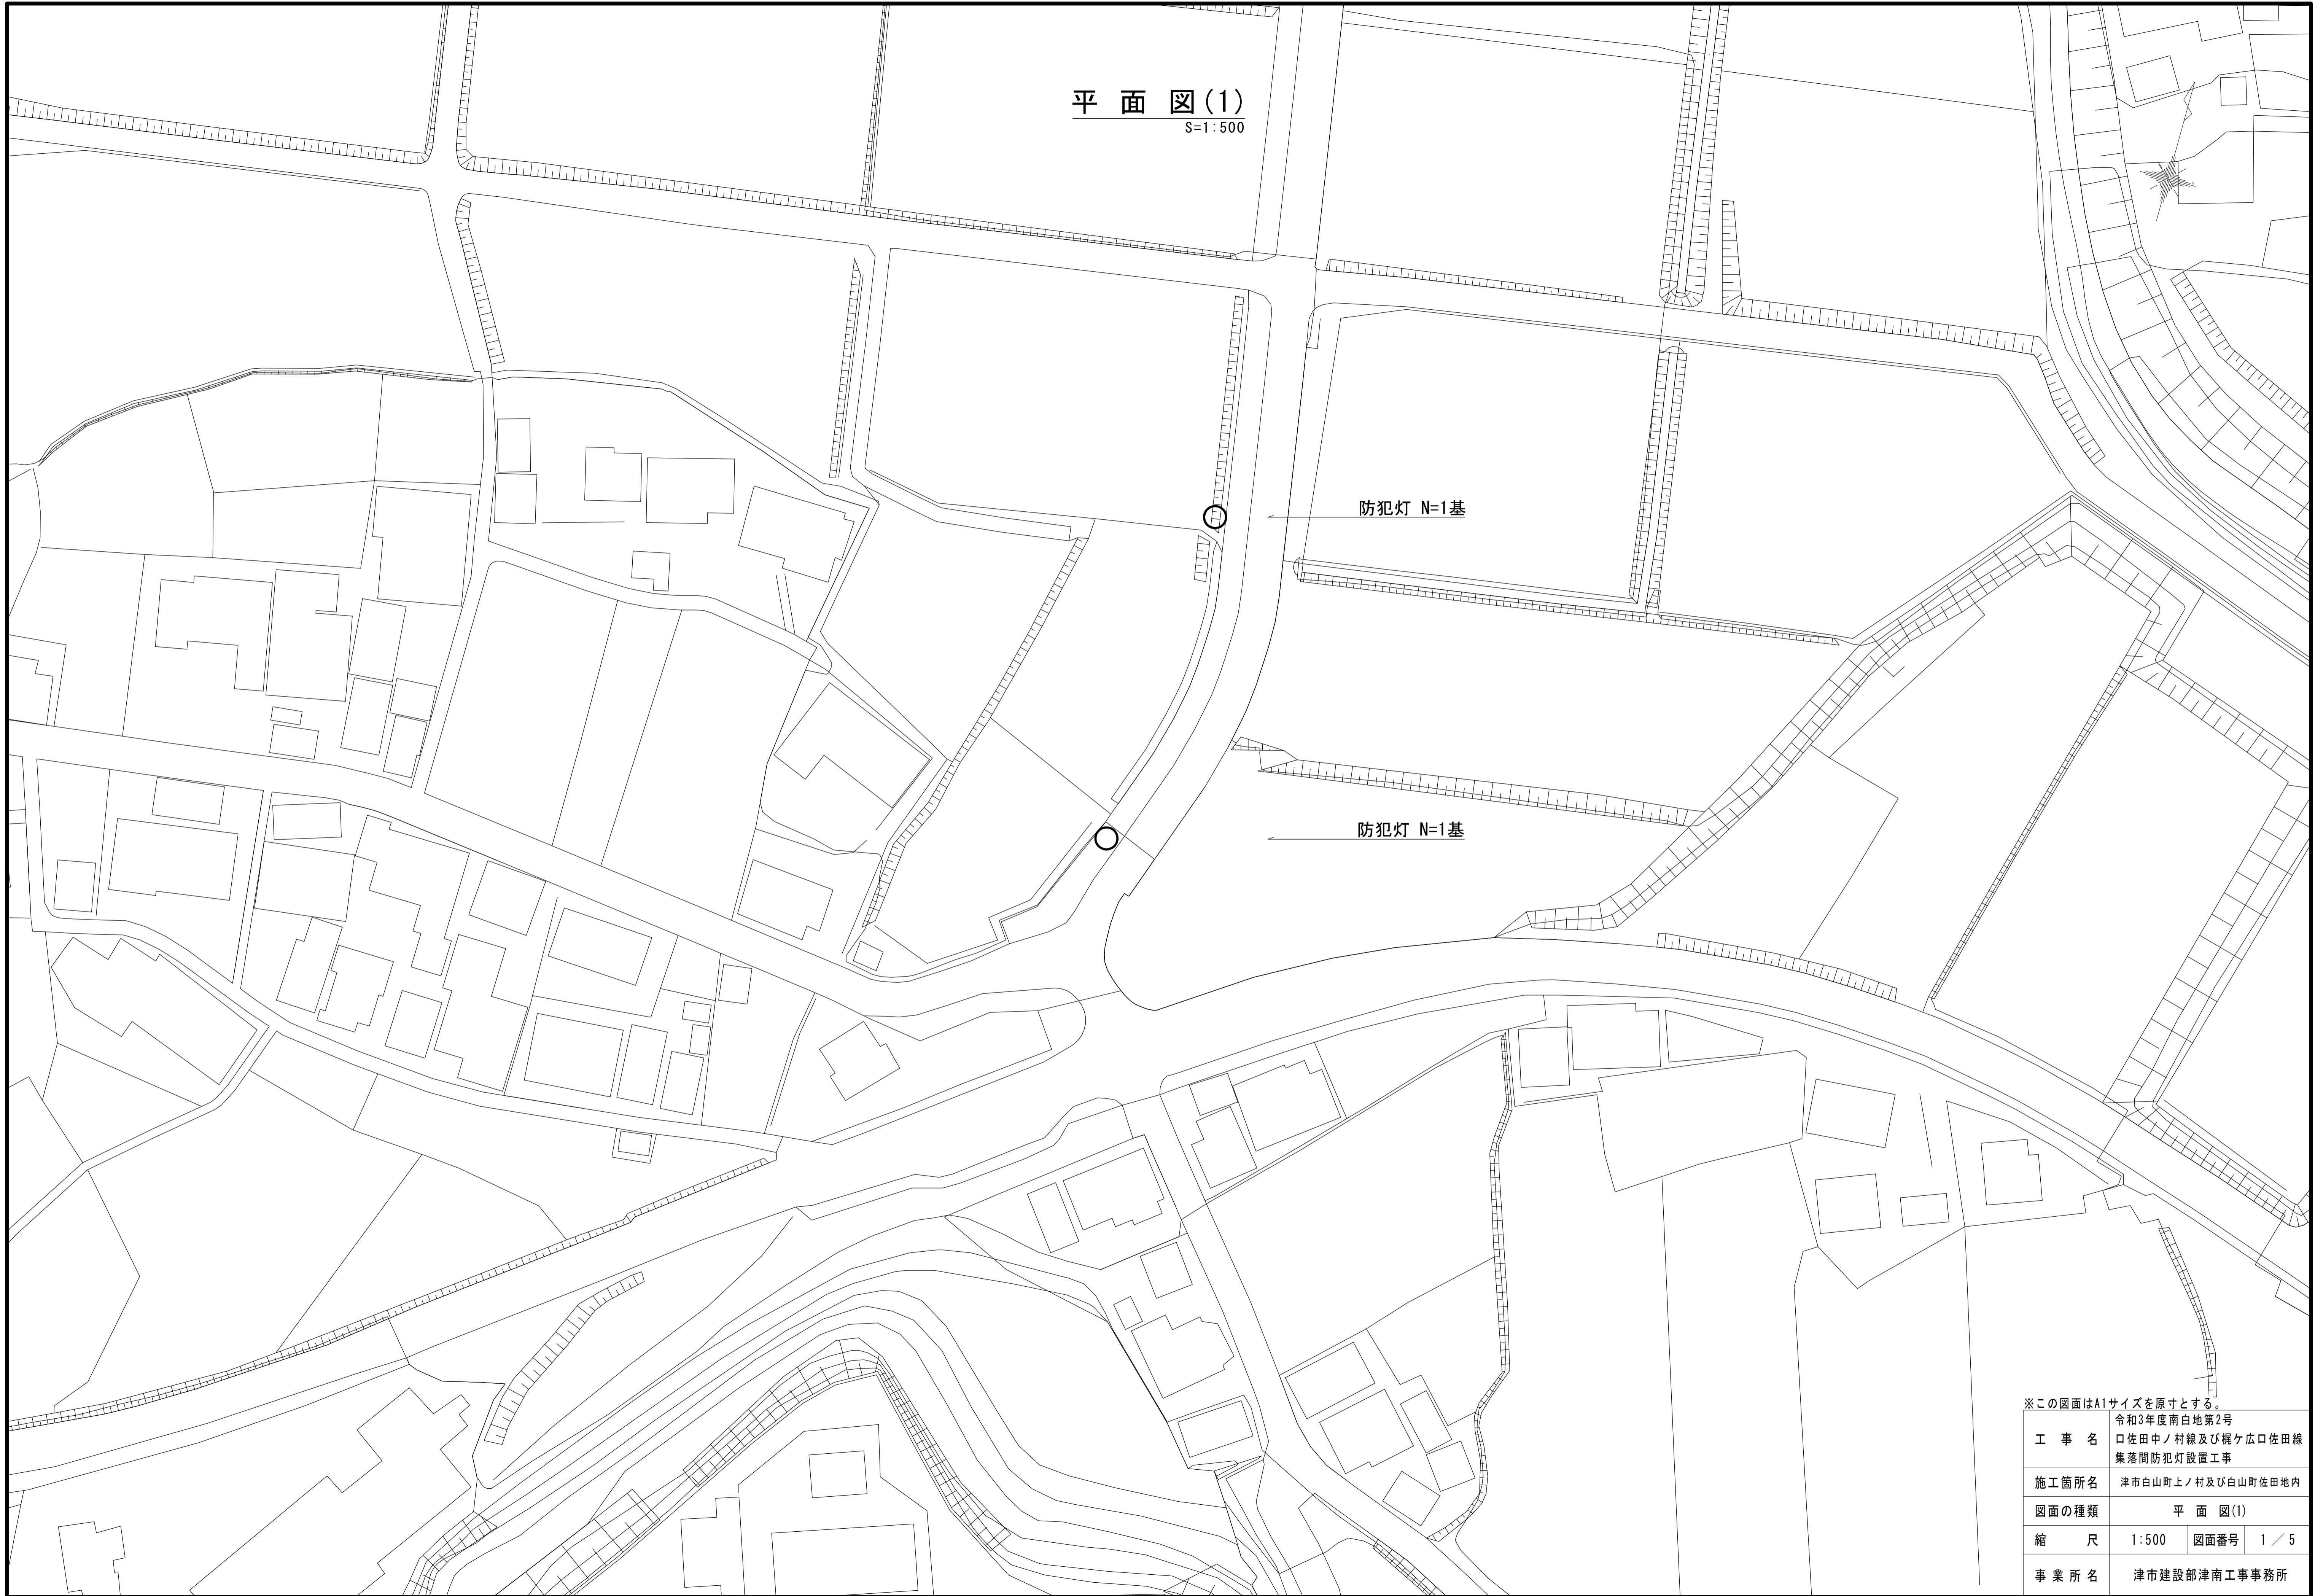 平 面 図(1)
S=1:500
防犯灯 N=1基
防犯灯 N=1基
※この図面はA1サイズを原寸とする。
工 事 名
令和3年度南白地第2号
口佐田中ノ村線及び梶ケ広口佐田線
集落間防犯灯設置工事
施工箇所名 津市白山町上ノ村及び白山町佐田地内
図面の種類 平 面 図(1)
縮 尺 1:500 図面番号 1 / 5
事 業 所 名 津市建設部津南工事事務所